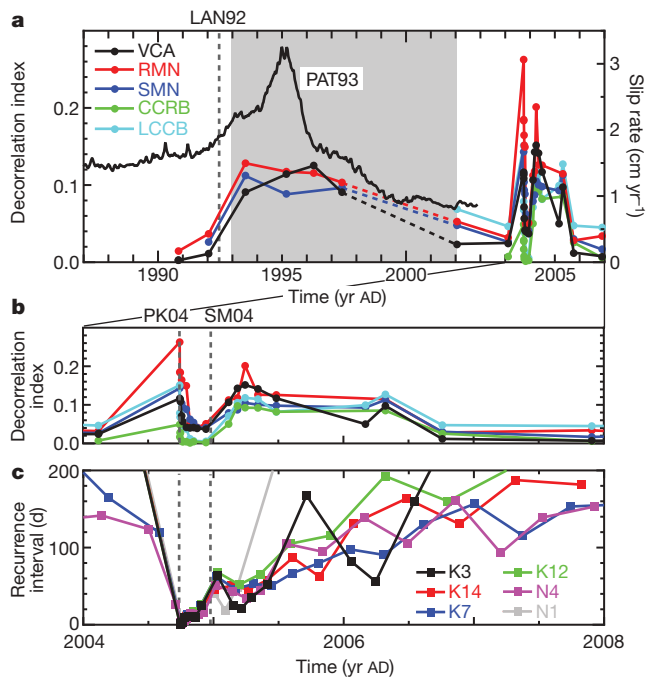 LAN92
a
VCA
RMN
SMN
CCRB
LCCB
PAT93
Decorrelation index
0.2
0.1
0.0
Slip rate (cm yr⁻¹)
3
2
1
0
1990
1995
2000
2005
Time (yr AD)
b
PK04
SM04
Decorrelation
index
0.2
0.1
0.0
c
Recurrence
interval (d)
200
100
0
K3
K14
K7
K12
N4
N1
2004
2006
2008
Time (yr AD)